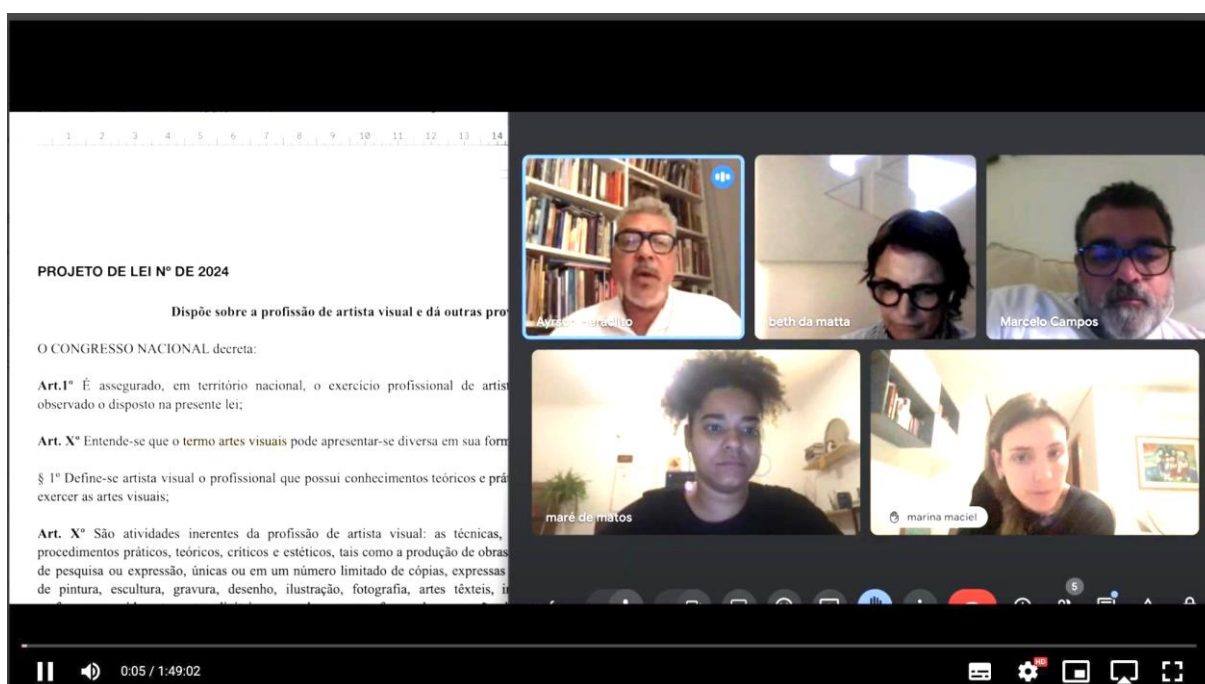 1 2 3 4 5 6 7 8 9 10 11 12 13 14
PROJETO DE LEI Nº DE 2024
Dispõe sobre a profissão de artista visual e dá outras
O CONGRESSO NACIONAL decreta:
Art.1º É assegurado, em território nacional, o exercício profissional de
observado o disposto na presente lei;
Art. Xº Entende-se que o termo artes visuais pode apresentar-se diversa em sua
§ 1º Define-se artista visual o profissional que possui conhecimentos teóricos e
exercer as artes visuais;
Art. Xº São atividades inerentes da profissão de artista visual: as técnicas,
procedimentos práticos, teóricos, críticos e estéticos, tais como a produção de obras
de pesquisa ou expressão, únicas ou em um número limitado de cópias, expressas
de pintura, escultura, gravura, desenho, ilustração, fotografia, artes têxteis,
beth da matta
Marcelo Campos
maré de matos
marina maciel
5
0:05 / 1:49:02
HD